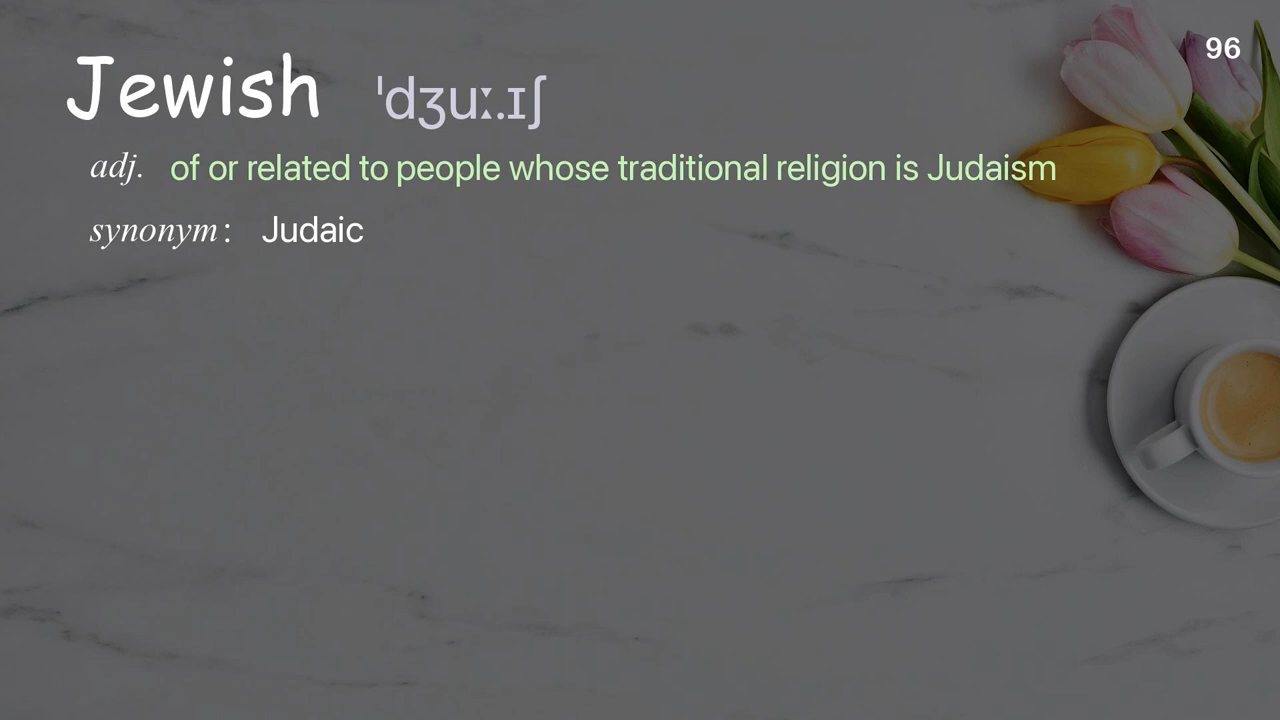 96
Jewish ˈdʒuː.ɪʃ
adj. of or related to people whose traditional religion is Judaism
synonym : Judaic